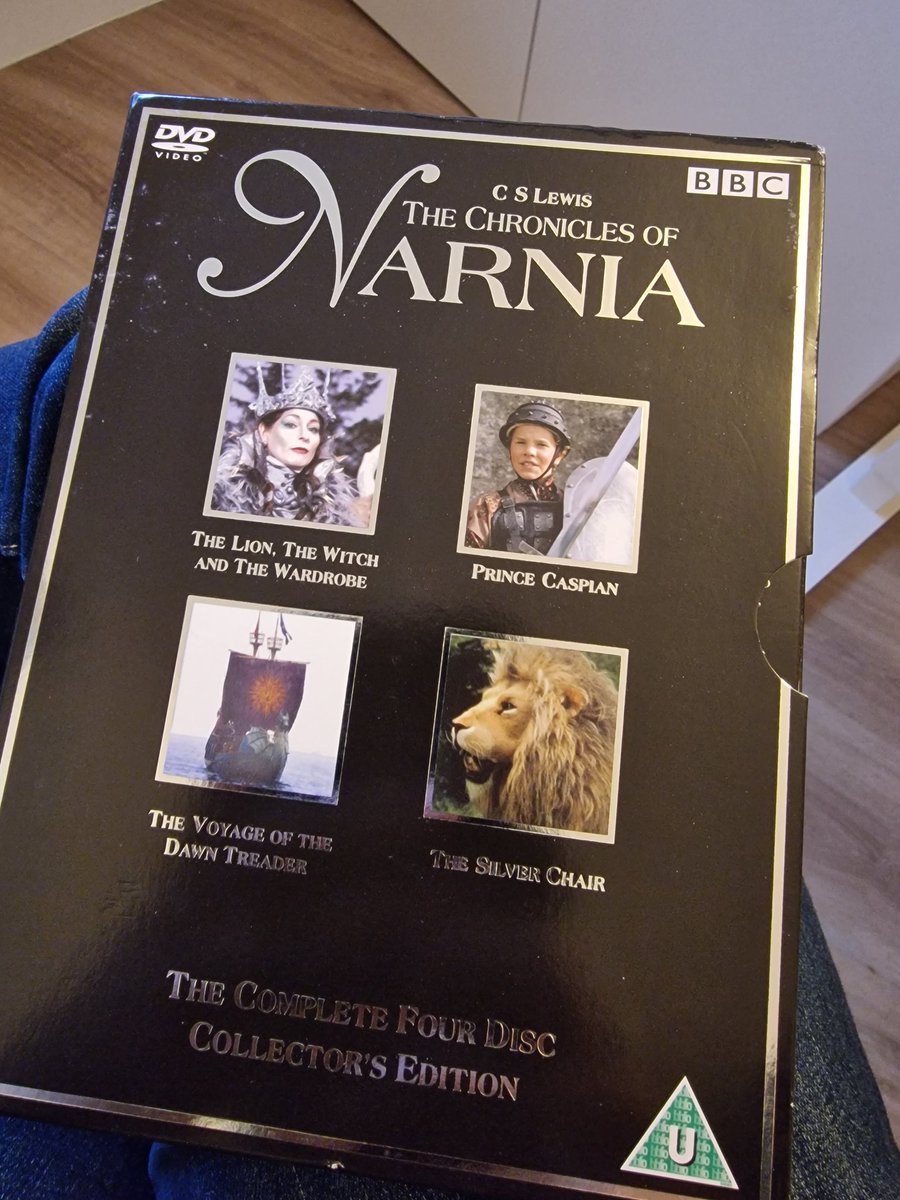 DVD
VIDEO
BBC
C S LEWIS
THE CHRONICLES OF
NARNIA
THE LION, THE WITCH
AND THE WARDROBE
PRINCE CASPIAN
THE VOYAGE OF THE
DAWN TREADER
THE SILVER CHAIR
THE COMPLETE FOUR DISC
COLLECTOR'S EDITION
U